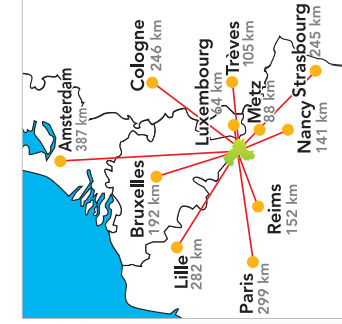 Amsterdam
387 km
Cologne
246 km
Bruxelles
192 km
Lille
282 km
Luxembourg
64 km
Trèves
105 km
Metz
88 km
Strasbourg
245 km
Nancy
141 km
Reims
152 km
Paris
299 km